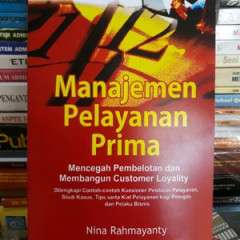 Manajemen
Pelayanan
Prima
Mencegah Pembelotan dan
Membangun Customer Loyality
Dilengkapi Contoh-contoh Kuesioner Penilaian Pelayanan,
Studi Kasus, Tips serta Kiat Pelayanan bagi Petugas
dan Pelaku Bisnis
Nina Rahmayanty